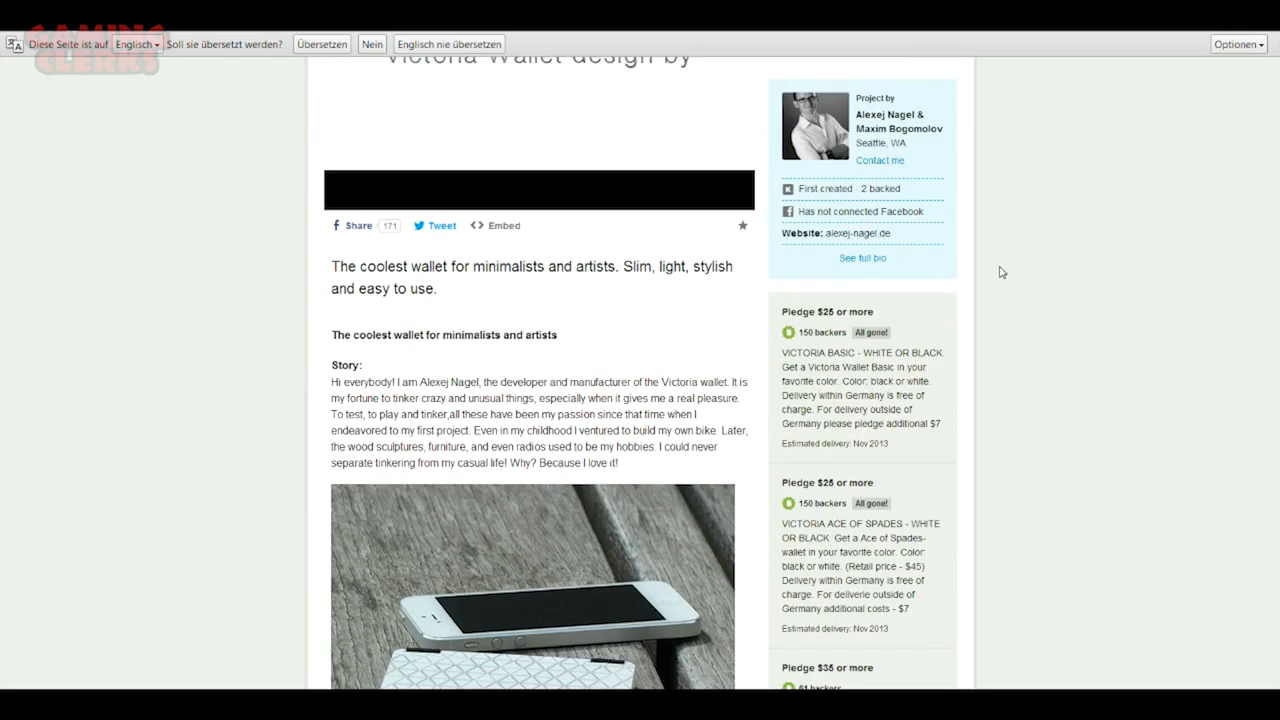 GAMING
CLERKS
Diese Seite ist auf Englisch Soll sie übersetzt werden? Übersetzen Nein Englisch nie übersetzen Optionen
Victoria Wallet design by
Share 171 Tweet Embed
The coolest wallet for minimalists and artists. Slim, light, stylish
and easy to use.
The coolest wallet for minimalists and artists
Story:
Hi everybody! I am Alexej Nagel, the developer and manufacturer of the Victoria wallet. It is
my fortune to tinker crazy and unusual things, especially when it gives me a real pleasure.
To test, to play and tinker,all these have been my passion since that time when I
endeavored to my first project. Even in my childhood I ventured to build my own bike. Later,
the wood sculptures, furniture, and even radios used to be my hobbies. I could never
separate tinkering from my casual life! Why? Because I love it!
Project by
Alexej Nagel &
Maxim Bogomolov
Seattle, WA
Contact me
First created · 2 backed
Has not connected Facebook
Website: alexej-nagel.de
See full bio
Pledge $25 or more
150 backers All gone!
VICTORIA BASIC - WHITE OR BLACK
Get a Victoria Wallet Basic in your
favorite color. Color: black or white.
Delivery within Germany is free of
charge. For delivery outside of
Germany please pledge additional $7
Estimated delivery: Nov 2013
Pledge $25 or more
150 backers All gone!
VICTORIA ACE OF SPADES - WHITE
OR BLACK Get a Ace of Spades-
wallet in your favorite color. Color:
black or white. (Retail price - $45)
Delivery within Germany is free of
charge. For deliverie outside of
Germany additional costs - $7
Estimated delivery: Nov 2013
Pledge $35 or more
61 backers